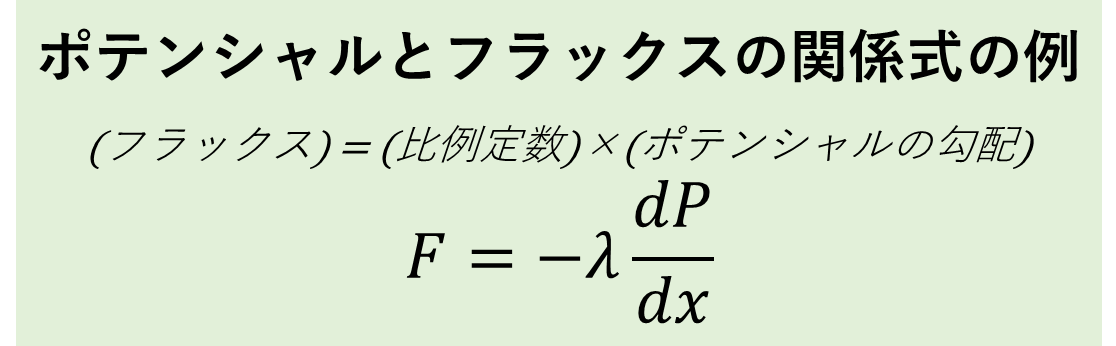 ポテンシャルとフラックスの関係式の例
(フラックス)=(比例定数)×(ポテンシャルの勾配)
F = −λ dP/dx